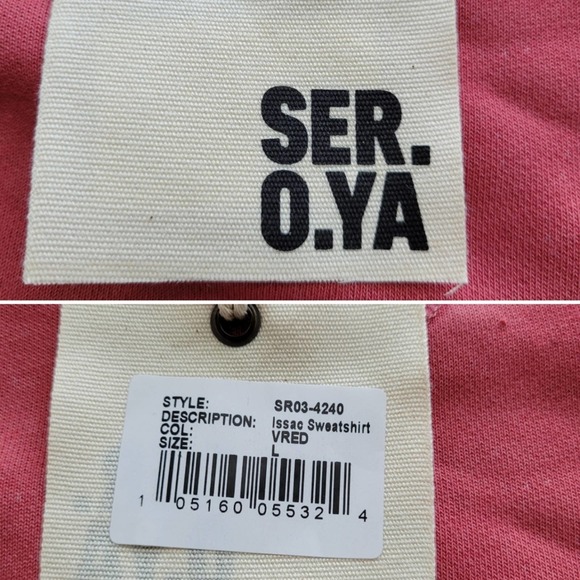 SER.
O.YA
STYLE: SR03-4240
DESCRIPTION: Issac Sweatshirt
COL: VRED
SIZE: L
1 05160 05532 4